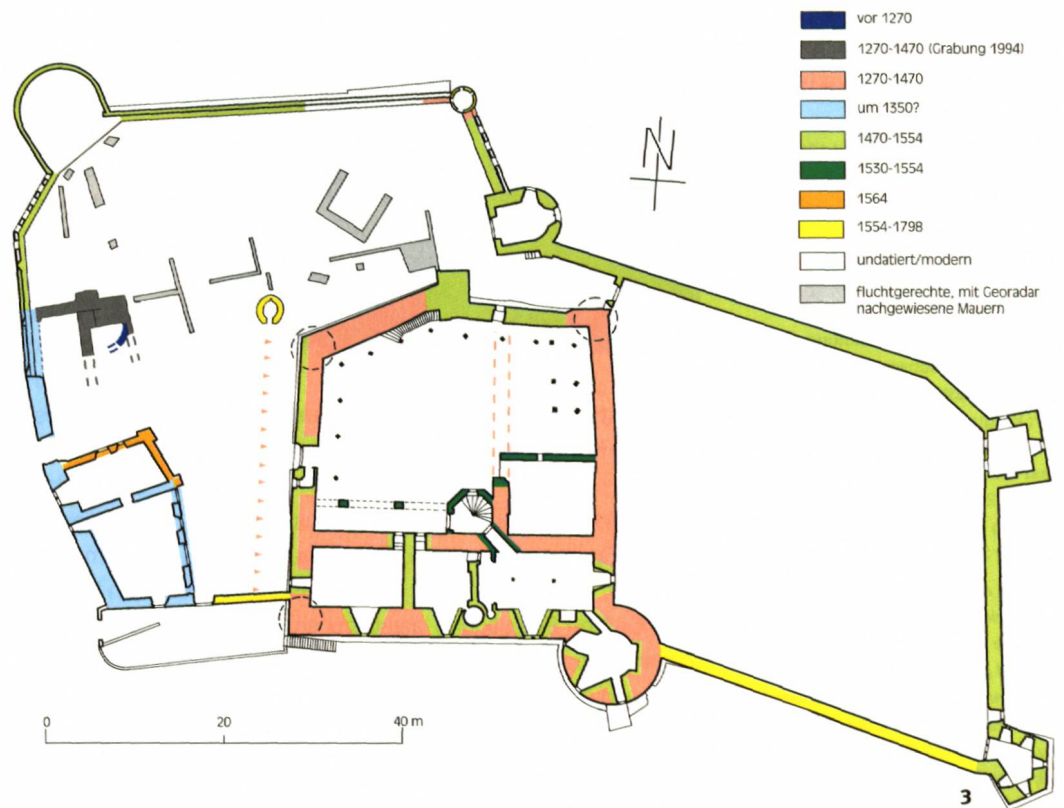 vor 1270
1270-1470 (Grabung 1994)
1270-1470
um 1350?
1470-1554
1530-1554
1564
1554-1798
undatiert/modern
fluchtgerechte, mit Georadar
nachgewiesene Mauern
N
0 20 40 m
3